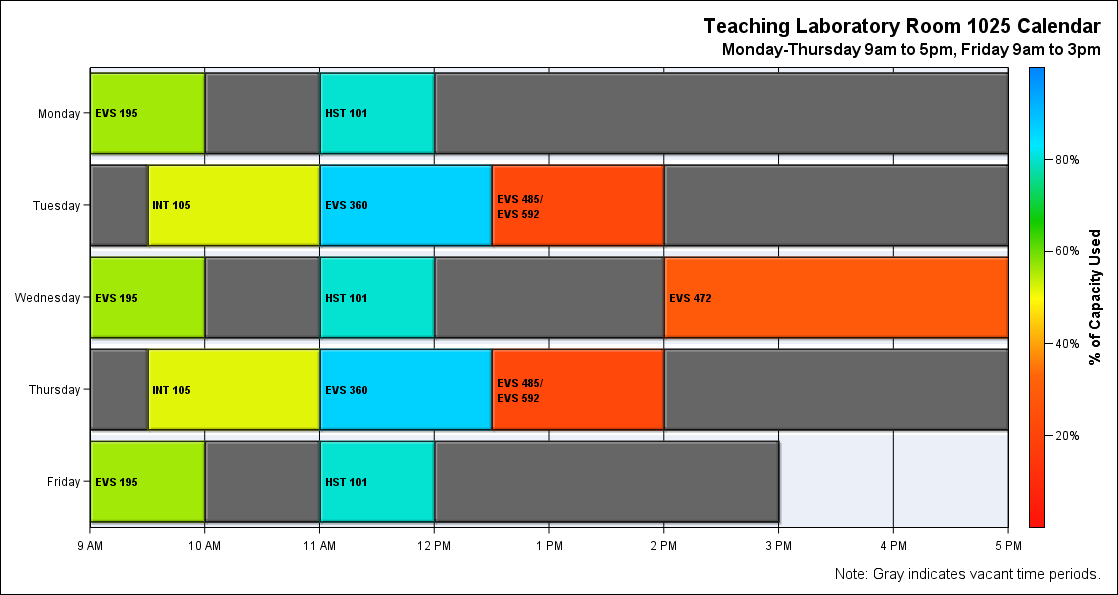 Teaching Laboratory Room 1025 Calendar
Monday-Thursday 9am to 5pm, Friday 9am to 3pm
Monday
EVS 195
HST 101
Tuesday
INT 105
EVS 360
EVS 485/
EVS 592
Wednesday
EVS 195
HST 101
EVS 472
Thursday
INT 105
EVS 360
EVS 485/
EVS 592
Friday
EVS 195
HST 101
9 AM
10 AM
11 AM
12 PM
1 PM
2 PM
3 PM
4 PM
5 PM
80%
60%
40%
20%
% of Capacity Used
Note: Gray indicates vacant time periods.